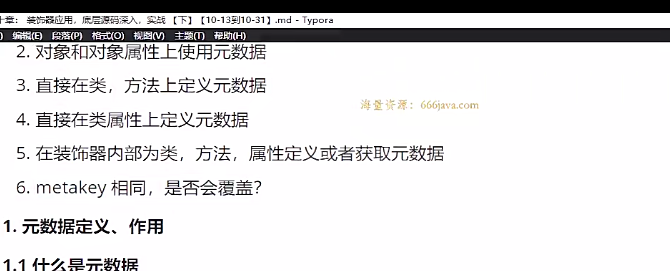 十章： 装饰器应用，底层源码深入，实战 【下】【10-13到10-31】.md - Typora
) 编辑(E) 段落(P) 格式(O) 视图(V) 主题(T) 帮助(H)
2. 对象和对象属性上使用元数据
3. 直接在类，方法上定义元数据
海量资源：666java.com
4. 直接在类属性上定义元数据
5. 在装饰器内部为类，方法，属性定义或者获取元数据
6. metakey 相同，是否会覆盖？
1. 元数据定义、作用
1.1 什么是元数据